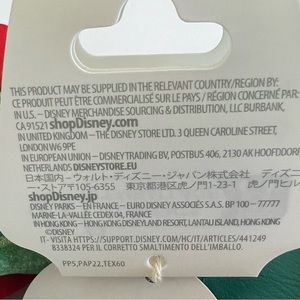 THIS PRODUCT MAY BE SUPPLIED IN THE RELEVANT COUNTRY/REGION BY:
CE PRODUIT PEUT ÊTRE COMMERCIALISÉ SUR LE PAYS / RÉGION CONCERNÉ PAR:
IN U.S. – DISNEY MERCHANDISE SOURCING & DISTRIBUTION, LLC BURBANK,
CA 91521 shopDisney.com
IN UNITED KINGDOM – THE DISNEY STORE LTD. 3 QUEEN CAROLINE STREET,
LONDON W6 9PE
IN EUROPEAN UNION – DISNEY TRADING BV, POSTBUS 406, 2130 AK HOOFDDORP
NETHERLANDS DISNEYSTORE.EU
日本国内 – ウォルト・ディズニー・ジャパン株式会社 ディズニ
ー・ストア 〒105-6355 東京都港区虎ノ門1-23-1 虎ノ門ヒル
shopDisney.jp
DISNEY PARKS – EN FRANCE – EURO DISNEY ASSOCIÉS S.A.S. BP 100 – 77777
MARNE-LA-VALLÉE CEDEX 04, FRANCE
IN HONG KONG – HONG KONG DISNEYLAND RESORT, LANTAU ISLAND, HONG KONG
©DISNEY
IT- VISITA HTTPS://SUPPORT.DISNEY.COM/HC/IT/ARTICLES/441249
8338324 PER IL CORRETTO SMALTIMENTO DELL'IMBALLO.
PP5,PAP22,TEX60